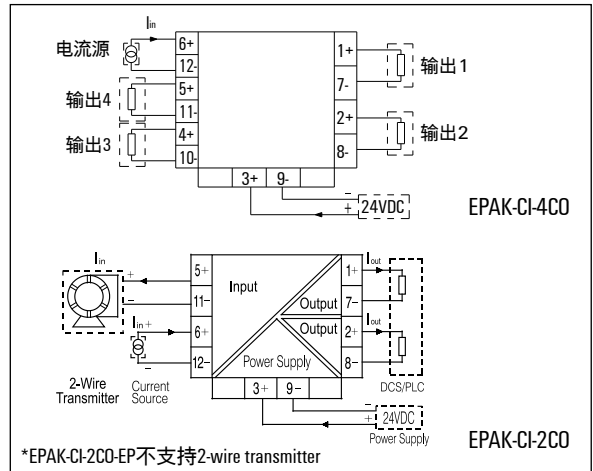 Iin
电流源
6+
12-
1+
输出1
7-
输出4
5+
11-
2+
输出2
8-
输出3
4+
10-
3+
9-
−
+
24VDC
EPAK-CI-4CO
Iin
+
−
5+
11−
Input
1+
Iout
7−
Output
Iin +
−
6+
12−
Output
2+
Iout
8−
Power Supply
2-Wire
Transmitter
Current
Source
3+
9−
DCS/PLC
−
+
24VDC
Power Supply
EPAK-CI-2CO
*EPAK-CI-2CO-EP不支持2-wire transmitter